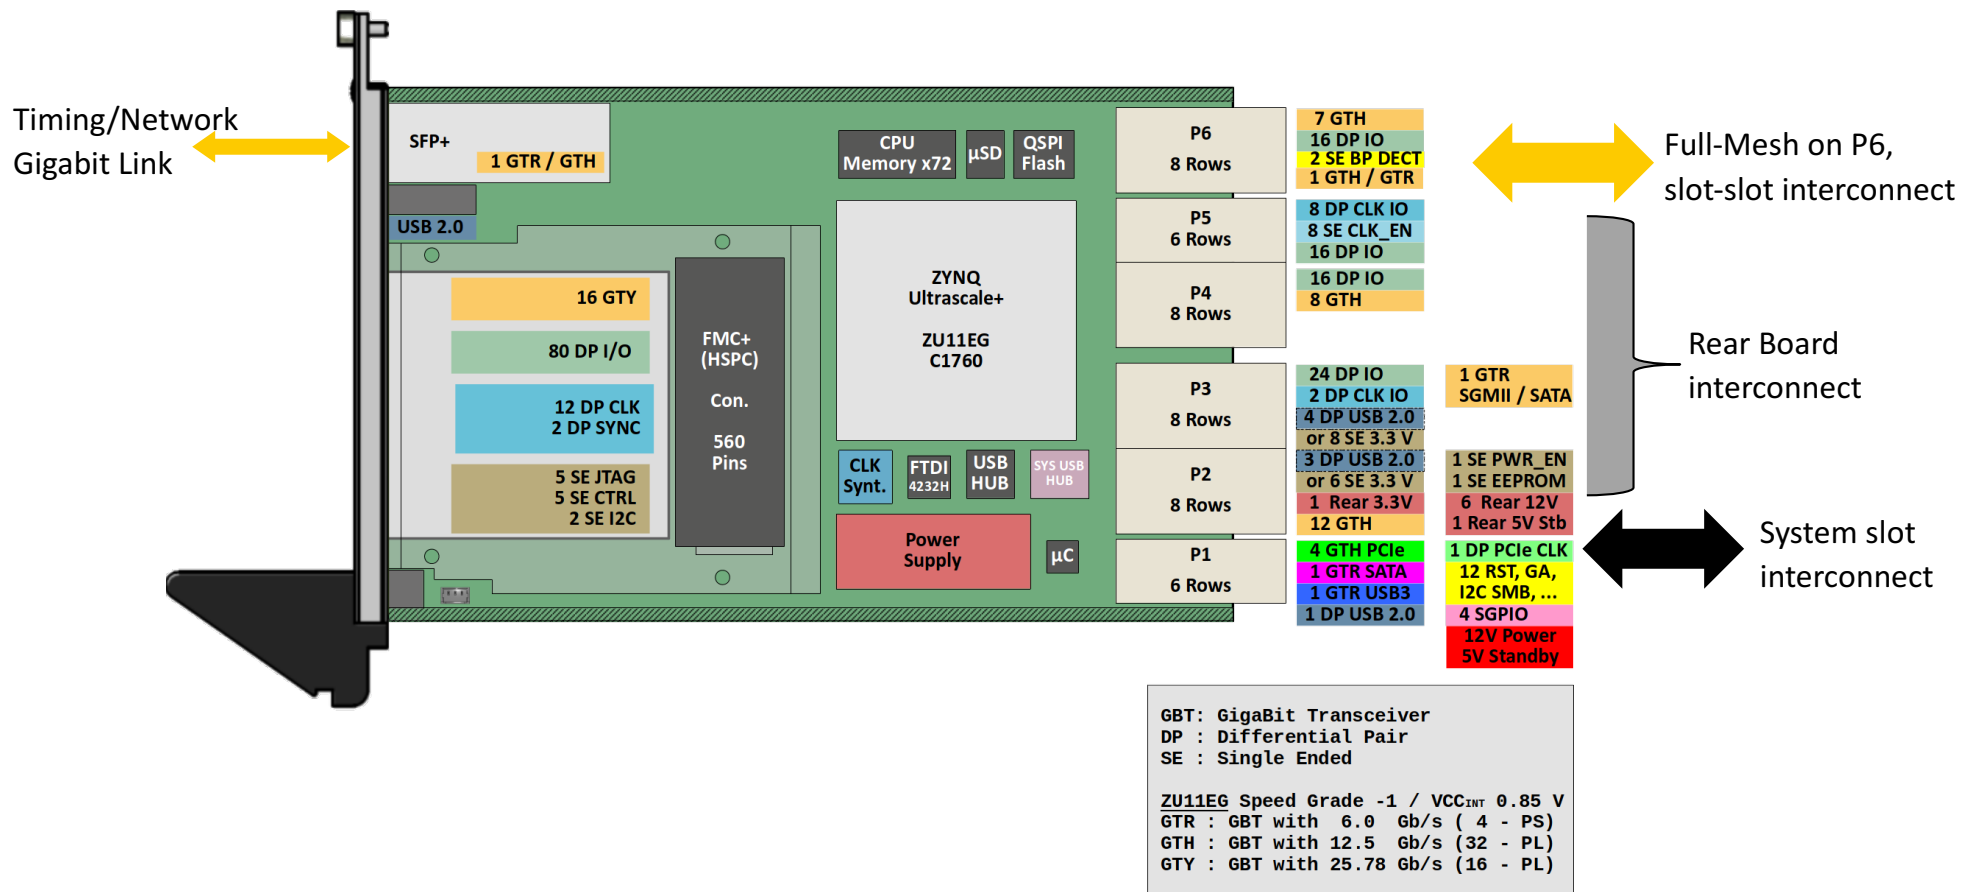 Timing/Network
Gigabit Link
SFP+
1 GTR / GTH
USB 2.0
16 GTY
80 DP I/O
12 DP CLK
2 DP SYNC
5 SE JTAG
5 SE CTRL
2 SE I2C
FMC+
(HSPC)
Con.
560
Pins
CPU
Memory x72
µSD
QSPI
Flash
ZYNQ
Ultrascale+
ZU11EG
C1760
CLK
Synt.
FTDI
4232H
USB
HUB
SYS USB
HUB
Power
Supply
µC
P6
8 Rows
P5
6 Rows
P4
8 Rows
P3
8 Rows
P2
8 Rows
P1
6 Rows
7 GTH
16 DP IO
2 SE BP DECT
1 GTH / GTR
8 DP CLK IO
8 SE CLK_EN
16 DP IO
16 DP IO
8 GTH
24 DP IO
2 DP CLK IO
4 DP USB 2.0
or 8 SE 3.3 V
3 DP USB 2.0
or 6 SE 3.3 V
1 Rear 3.3V
12 GTH
4 GTH PCIe
1 GTR SATA
1 GTR USB3
1 DP USB 2.0
1 GTR
SGMII / SATA
1 SE PWR_EN
1 SE EEPROM
6 Rear 12V
1 Rear 5V Stb
1 DP PCIe CLK
12 RST, GA,
I2C SMB, ...
4 SGPIO
12V Power
5V Standby
Full-Mesh on P6,
slot-slot interconnect
Rear Board
interconnect
System slot
interconnect
GBT: GigaBit Transceiver
DP : Differential Pair
SE : Single Ended
ZU11EG Speed Grade -1 / VCCINT 0.85 V
GTR : GBT with 6.0 Gb/s ( 4 - PS)
GTH : GBT with 12.5 Gb/s (32 - PL)
GTY : GBT with 25.78 Gb/s (16 - PL)